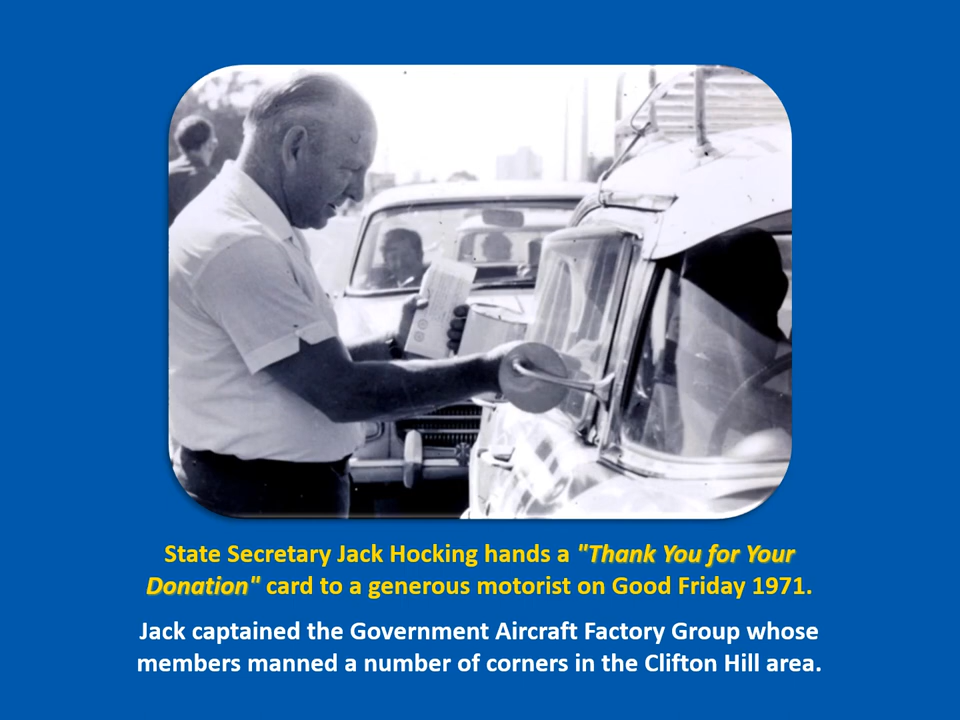 State Secretary Jack Hocking hands a "Thank You for Your
Donation" card to a generous motorist on Good Friday 1971.
Jack captained the Government Aircraft Factory Group whose
members manned a number of corners in the Clifton Hill area.